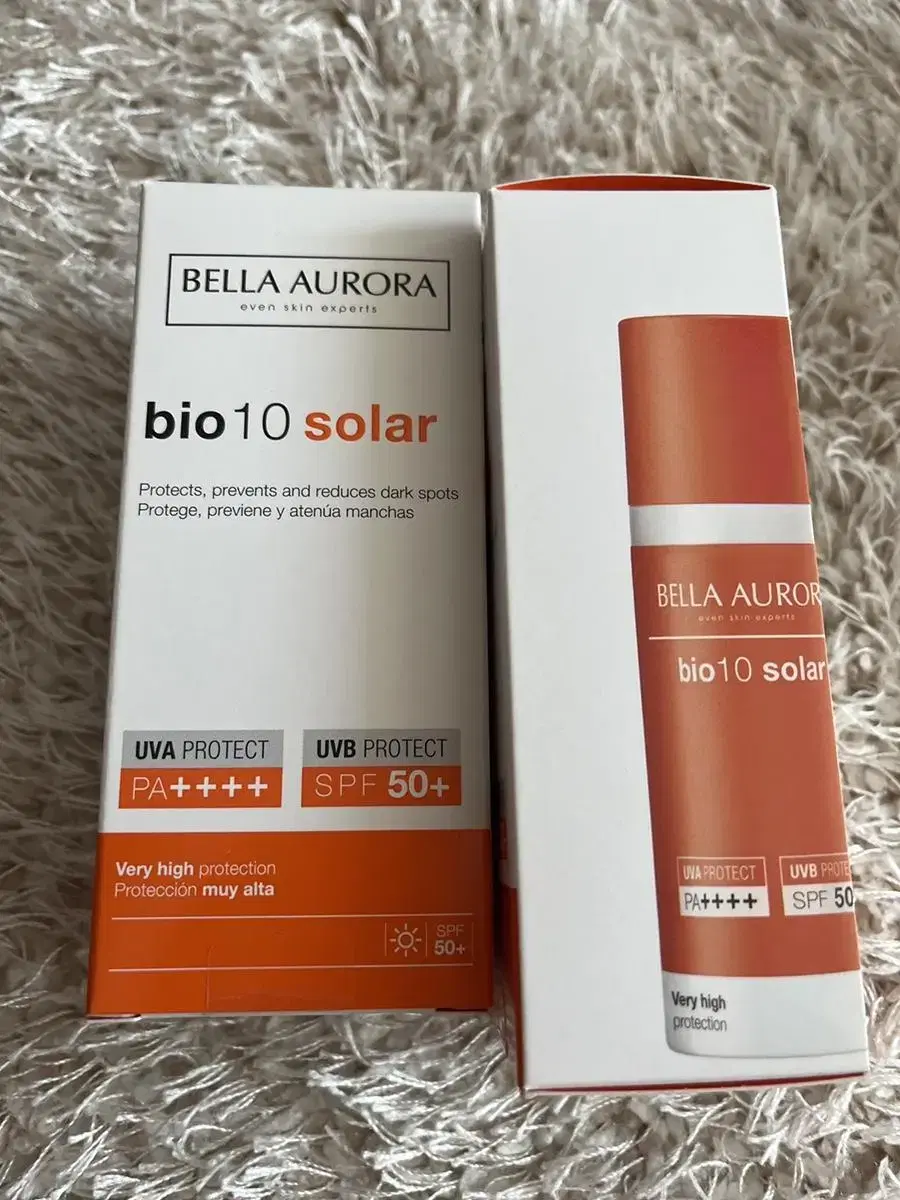 BELLA AURORA
even skin experts
bio10 solar
Protects, prevents and reduces dark spots
Protege, previene y atenúa manchas
UVA PROTECT
PA++++
UVB PROTECT
SPF 50+
Very high protection
Protección muy alta
SPF
50+
BELLA AUROR
even skin experts
bio10 solar
UVA PROTECT
PA++++
UVB PROTE
SPF 50
Very high
protection